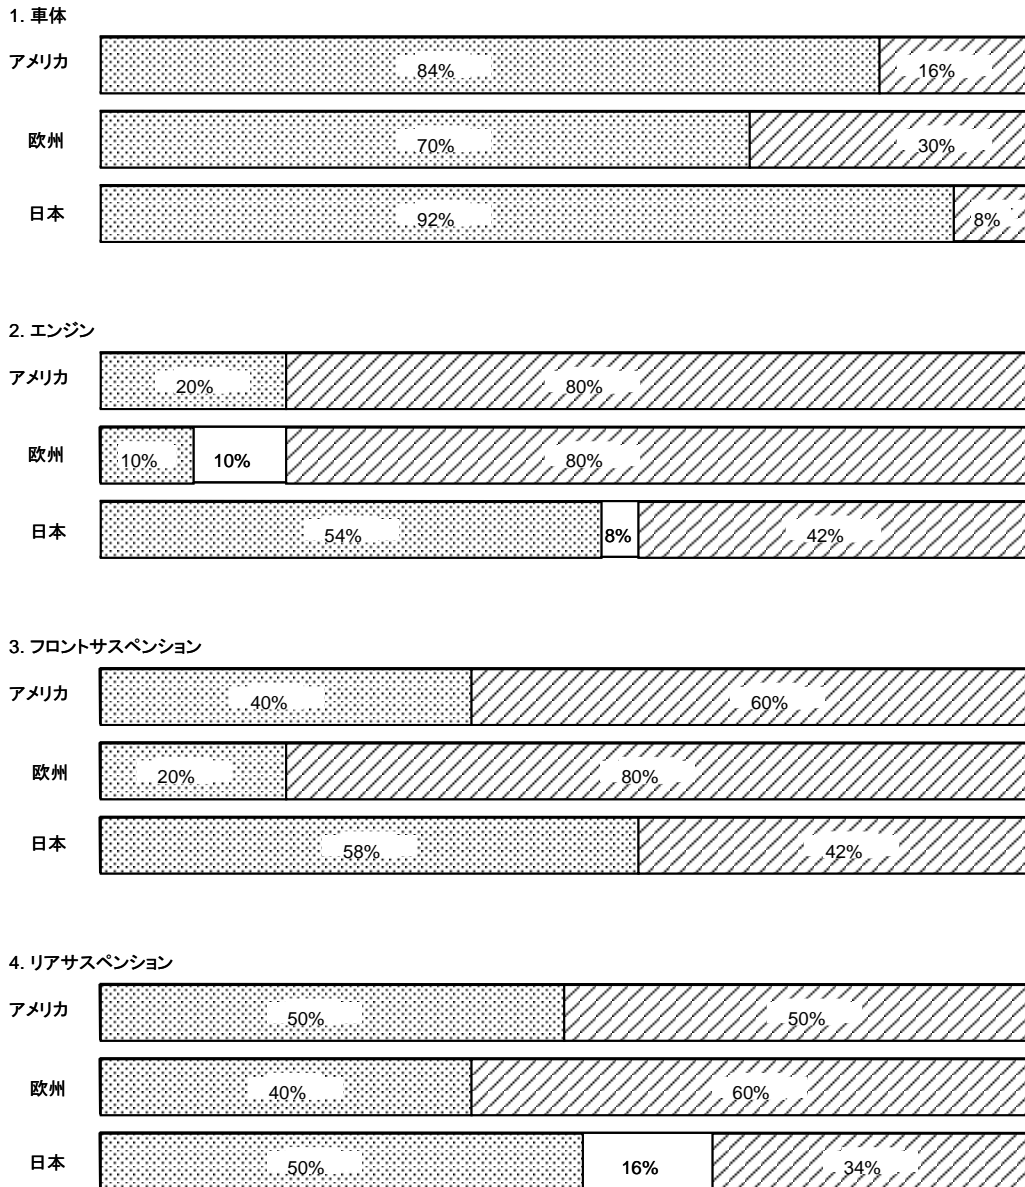 1. 車体
アメリカ 84% 16%
欧州 70% 30%
日本 92% 8%
2. エンジン
アメリカ 20% 80%
欧州 10% 10% 80%
日本 54% 8% 42%
3. フロントサスペンション
アメリカ 40% 60%
欧州 20% 80%
日本 58% 42%
4. リアサスペンション
アメリカ 50% 50%
欧州 40% 60%
日本 50% 16% 34%